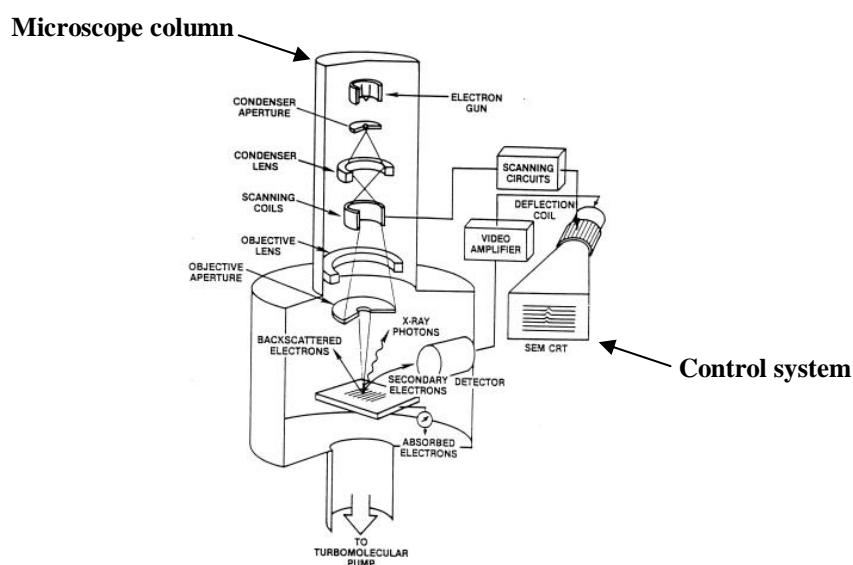 Microscope column
ELECTRON
GUN
CONDENSER
APERTURE
CONDENSER
LENS
SCANNING
CIRCUITS
SCANNING
COILS
DEFLECTION
COIL
VIDEO
AMPLIFIER
OBJECTIVE
LENS
OBJECTIVE
APERTURE
X-RAY
PHOTONS
BACKSCATTERED
ELECTRONS
SEM CRT
Control system
SECONDARY
ELECTRONS
DETECTOR
ABSORBED
ELECTRONS
TO
TURBOMOLECULAR
PUMP